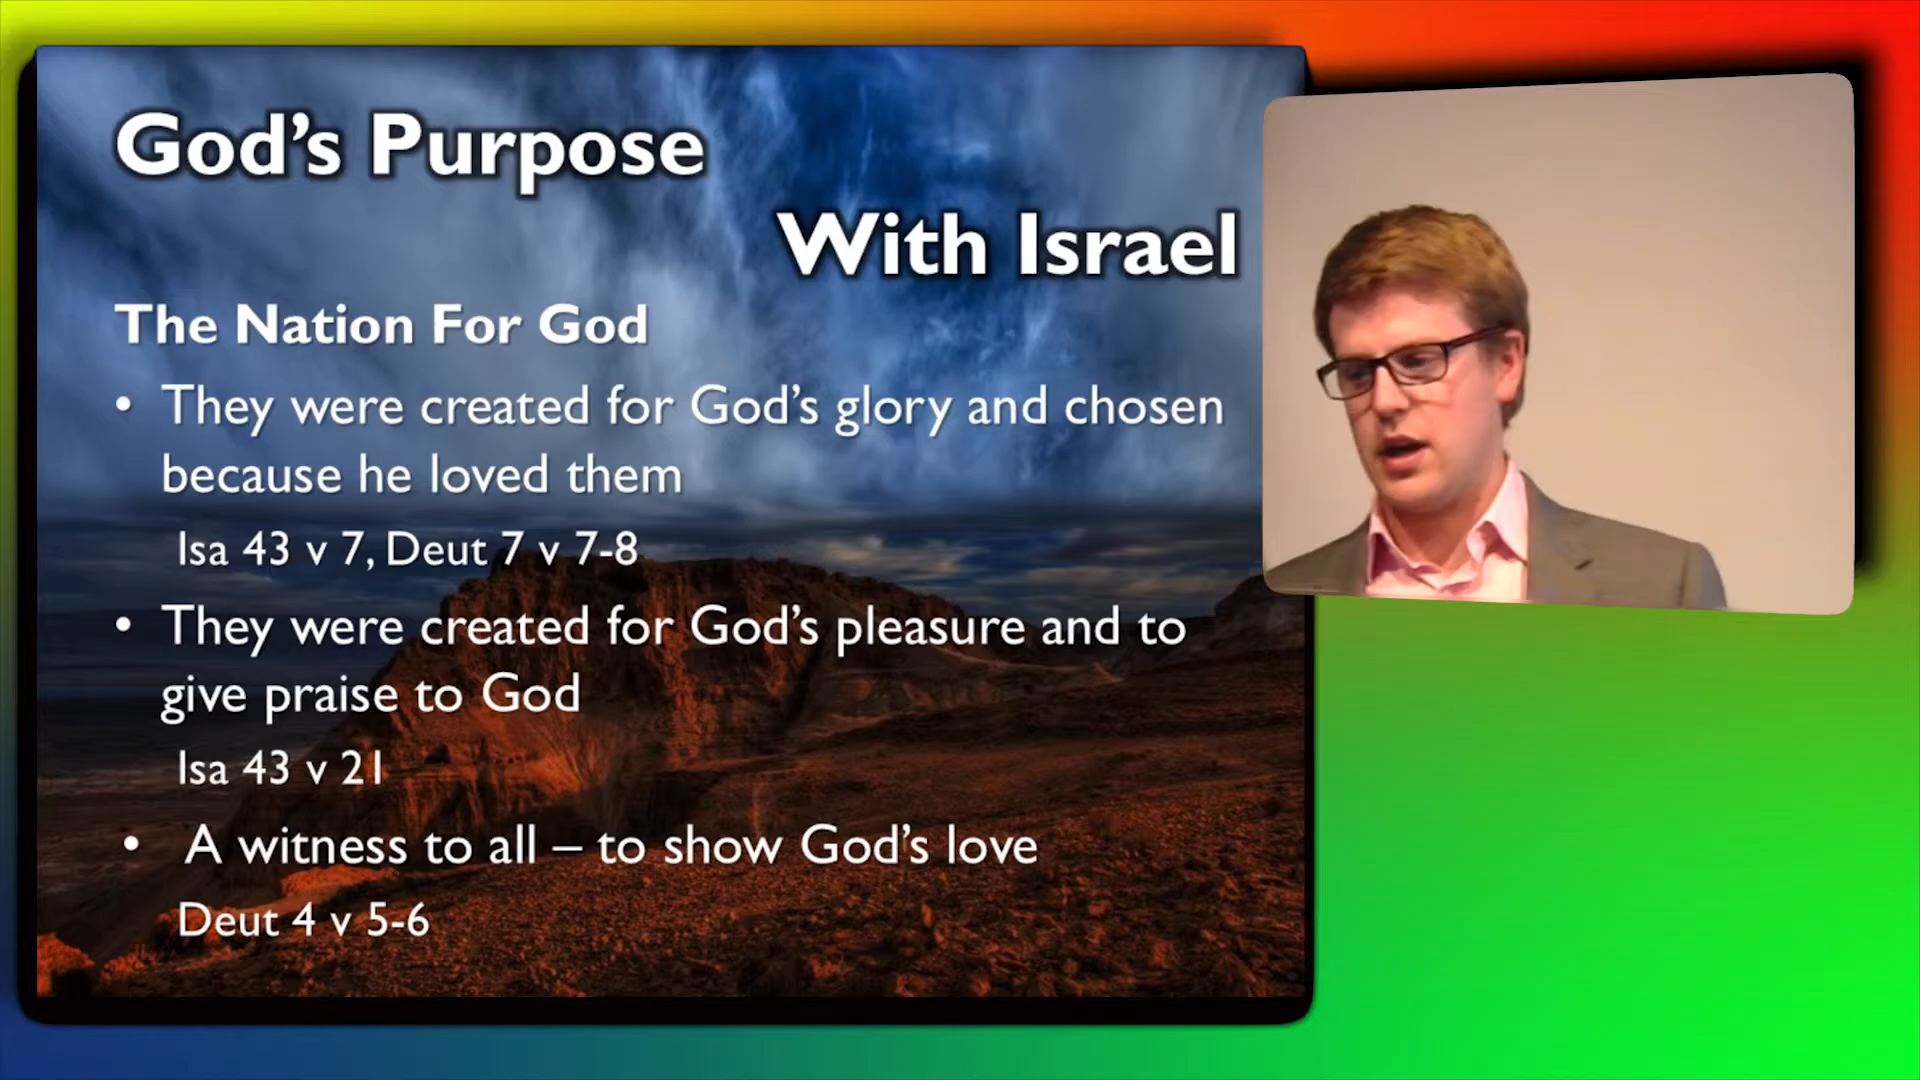 God's Purpose
With Israel
The Nation For God
• They were created for God's glory and chosen
because he loved them
Isa 43 v 7, Deut 7 v 7-8
• They were created for God's pleasure and to
give praise to God
Isa 43 v 21
• A witness to all – to show God's love
Deut 4 v 5-6